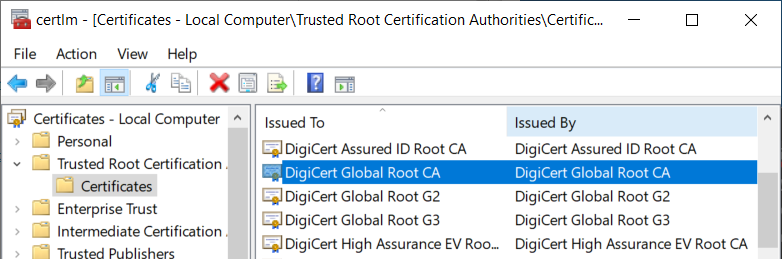 certlm - [Certificates - Local Computer\Trusted Root Certification Authorities\Certific...
File Action View Help
Certificates - Local Computer
Personal
Trusted Root Certification
Certificates
Enterprise Trust
Intermediate Certification
Trusted Publishers
Issued To Issued By
DigiCert Assured ID Root CA DigiCert Assured ID Root CA
DigiCert Global Root CA DigiCert Global Root CA
DigiCert Global Root G2 DigiCert Global Root G2
DigiCert Global Root G3 DigiCert Global Root G3
DigiCert High Assurance EV Roo... DigiCert High Assurance EV Root CA